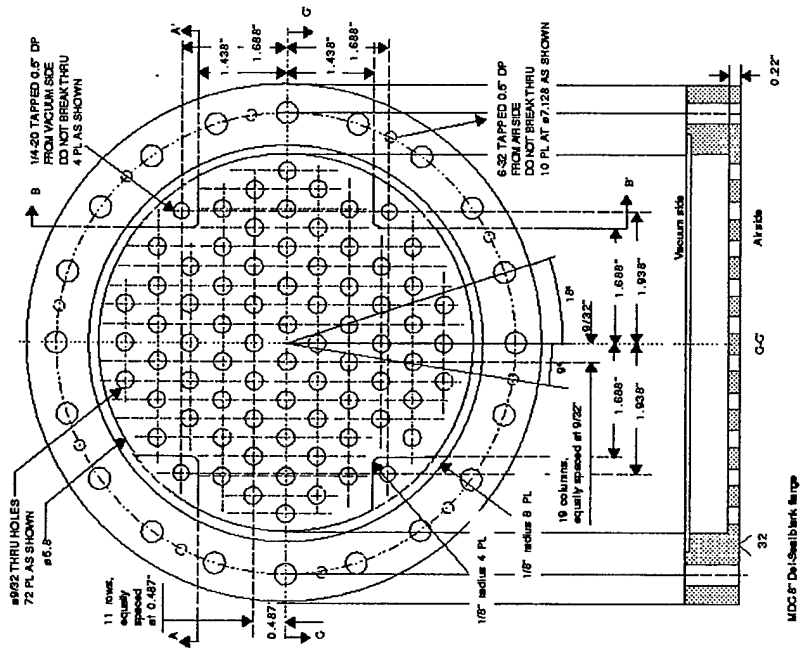 1/4-20 TAPPED 0.5" DP
FROM VACUUM SIDE
DO NOT BREAK THRU
4 PL AS SHOWN
ø9/32 THRU HOLES
72 PL AS SHOWN
ø5.8"
11 rows,
equally
spaced
at 0.487"
0.487"
A
G
A'
G'
B
B'
1.438"
1.688"
1.438"
1.688"
6-32 TAPPED 0.5" DP
FROM AIR SIDE
DO NOT BREAK THRU
10 PL AT ø7.128 AS SHOWN
18°
9/32"
9°
1.688"
1.938"
1.688"
1.938"
19 columns,
equally spaced at 9/32"
1/8" radius 8 PL
1/8" radius 4 PL
Vacuum side
Air side
G-G'
0.22"
32
MDC 8" Del-Seal blank flange